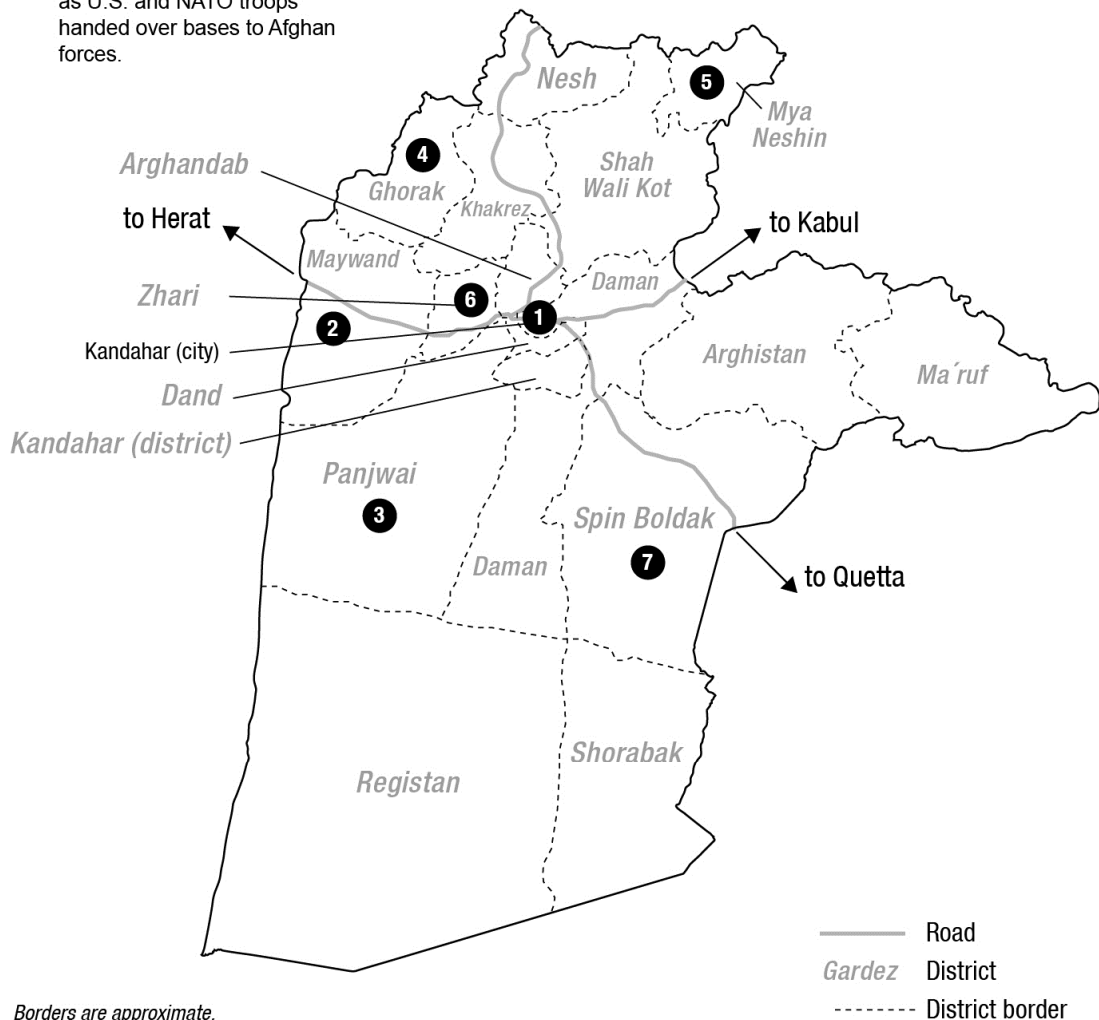 as U.S. and NATO troops
handed over bases to Afghan
forces.
Nesh
5
Mya
Neshin
4
Arghandab
Ghorak
Shah
Wali Kot
Khakrez
to Herat
to Kabul
Maywand
Daman
Zhari
6
2
1
Kandahar (city)
Arghistan
Ma´ruf
Dand
Kandahar (district)
Panjwai
3
Spin Boldak
Daman
7
to Quetta
Registan
Shorabak
Road
Gardez District
District border
Borders are approximate.